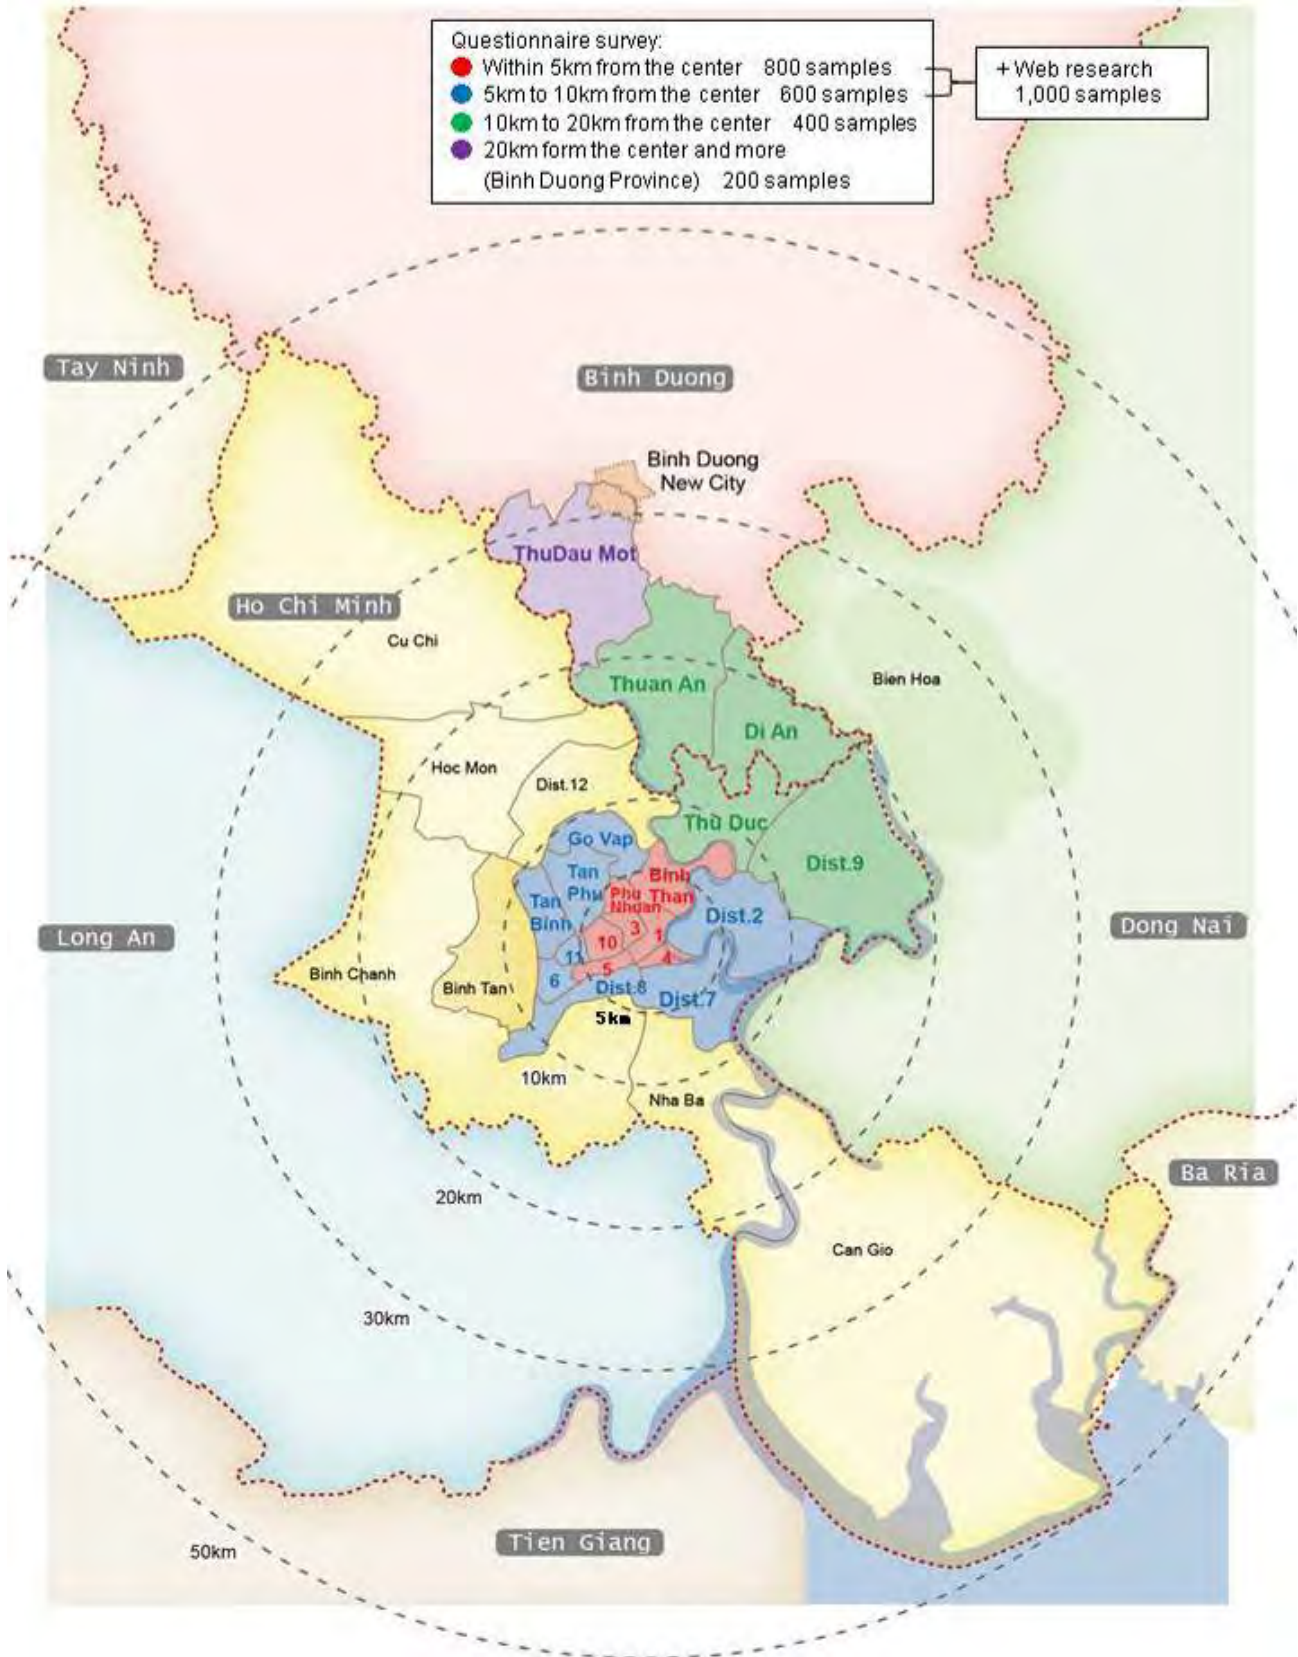 Questionnaire survey:
Within 5km from the center 800 samples
5km to 10km from the center 600 samples
10km to 20km from the center 400 samples
20km form the center and more
(Binh Duong Province) 200 samples
+ Web research
1,000 samples
Tay Ninh
Binh Duong
Binh Duong
New City
ThuDau Mot
Ho Chi Minh
Cu Chi
Thuan An
Bien Hoa
Di An
Hoc Mon
Dist.12
Thu Duc
Go Vap
Dist.9
Tan
Phu
Binh
Than
Phu
Nhuan
Tan
Binh
Dist.2
3
1
10
11
4
5
6
Long An
Dong Nai
Binh Chanh
Binh Tan
Dist.8
Dist.7
5km
10km
Nha Ba
Ba Ria
20km
Can Gio
30km
Tien Giang
50km